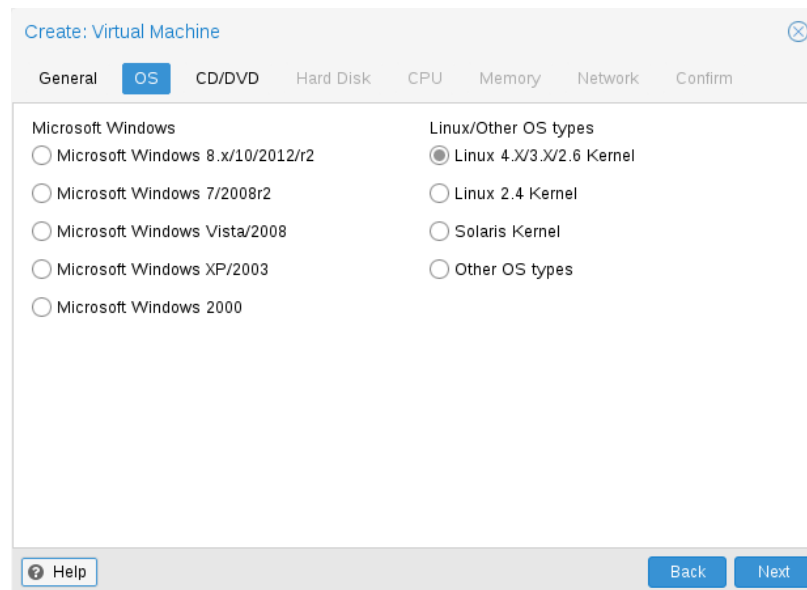 Create: Virtual Machine
General OS CD/DVD Hard Disk CPU Memory Network Confirm
Microsoft Windows
Microsoft Windows 8.x/10/2012/r2
Microsoft Windows 7/2008r2
Microsoft Windows Vista/2008
Microsoft Windows XP/2003
Microsoft Windows 2000
Linux/Other OS types
Linux 4.X/3.X/2.6 Kernel
Linux 2.4 Kernel
Solaris Kernel
Other OS types
Help Back Next